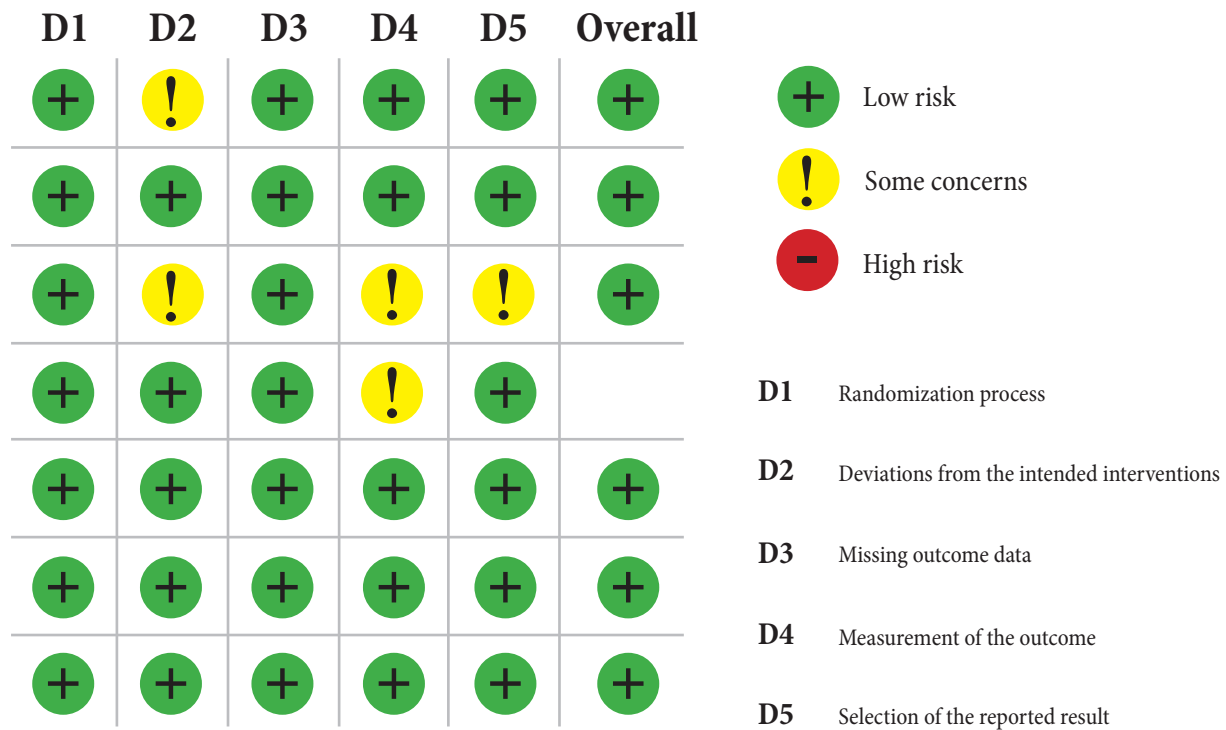 D1 D2 D3 D4 D5 Overall
+ ! + + + +
+ + + + + +
+ ! + ! ! +
+ + + ! +
+ + + + + +
+ + + + + +
+ + + + + +
+ Low risk
! Some concerns
- High risk
D1 Randomization process
D2 Deviations from the intended interventions
D3 Missing outcome data
D4 Measurement of the outcome
D5 Selection of the reported result